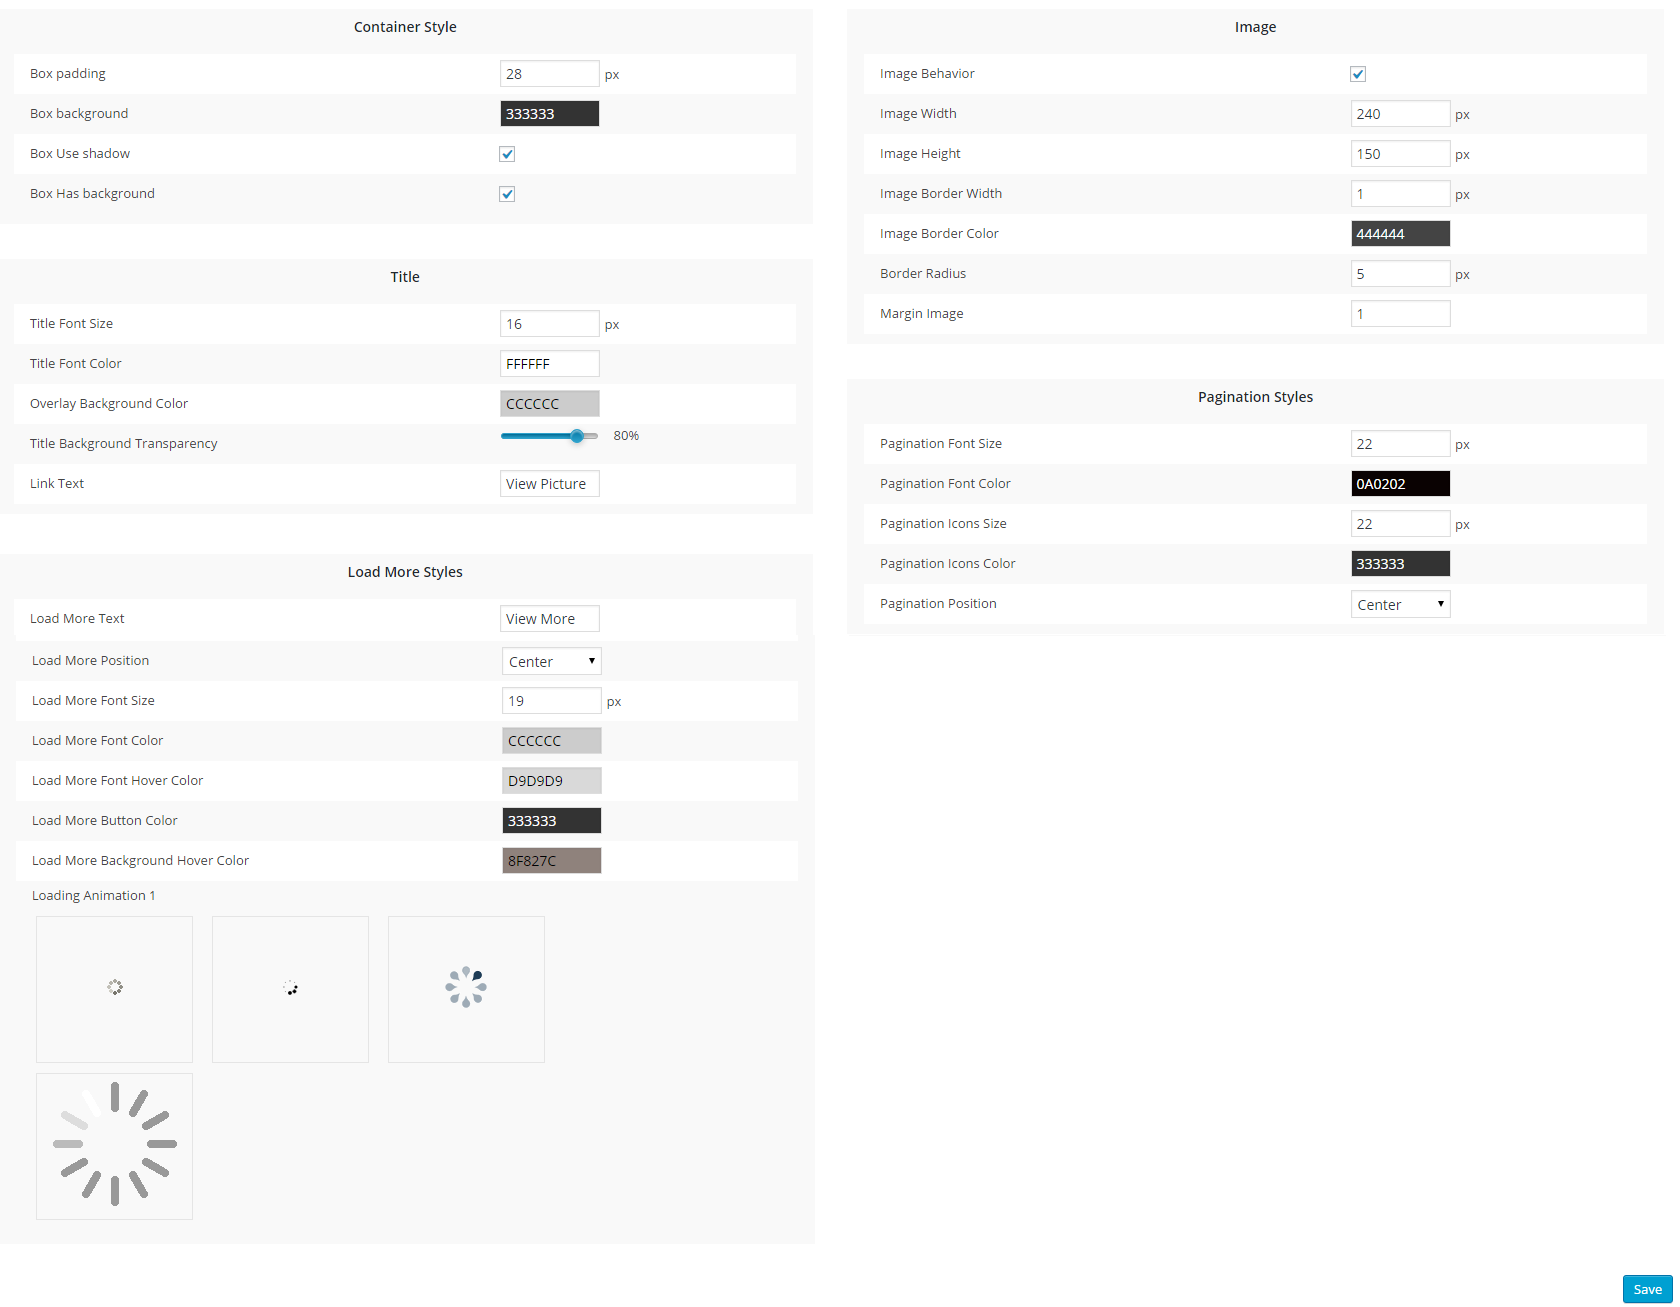 Container Style
Box padding 28 px
Box background 333333
Box Use shadow
Box Has background
Title
Title Font Size 16 px
Title Font Color FFFFFF
Overlay Background Color CCCCCC
Title Background Transparency 80%
Link Text View Picture
Load More Styles
Load More Text View More
Load More Position Center
Load More Font Size 19 px
Load More Font Color CCCCCC
Load More Font Hover Color D9D9D9
Load More Button Color 333333
Load More Background Hover Color 8F827C
Loading Animation 1
Image
Image Behavior
Image Width 240 px
Image Height 150 px
Image Border Width 1 px
Image Border Color 444444
Border Radius 5 px
Margin Image 1
Pagination Styles
Pagination Font Size 22 px
Pagination Font Color 0A0202
Pagination Icons Size 22 px
Pagination Icons Color 333333
Pagination Position Center
Save